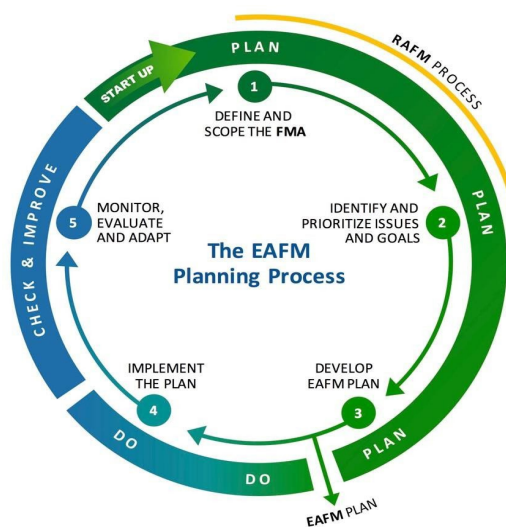 PLAN
START UP
RAFM PROCESS
1
DEFINE AND
SCOPE THE FMA
2
IDENTIFY AND
PRIORITIZE ISSUES
AND GOALS
PLAN
5
MONITOR,
EVALUATE
AND ADAPT
CHECK & IMPROVE
The EAFM
Planning Process
IMPLEMENT
THE PLAN
4
DEVELOP
EAFM PLAN
3
PLAN
DO
DO
EAFM PLAN